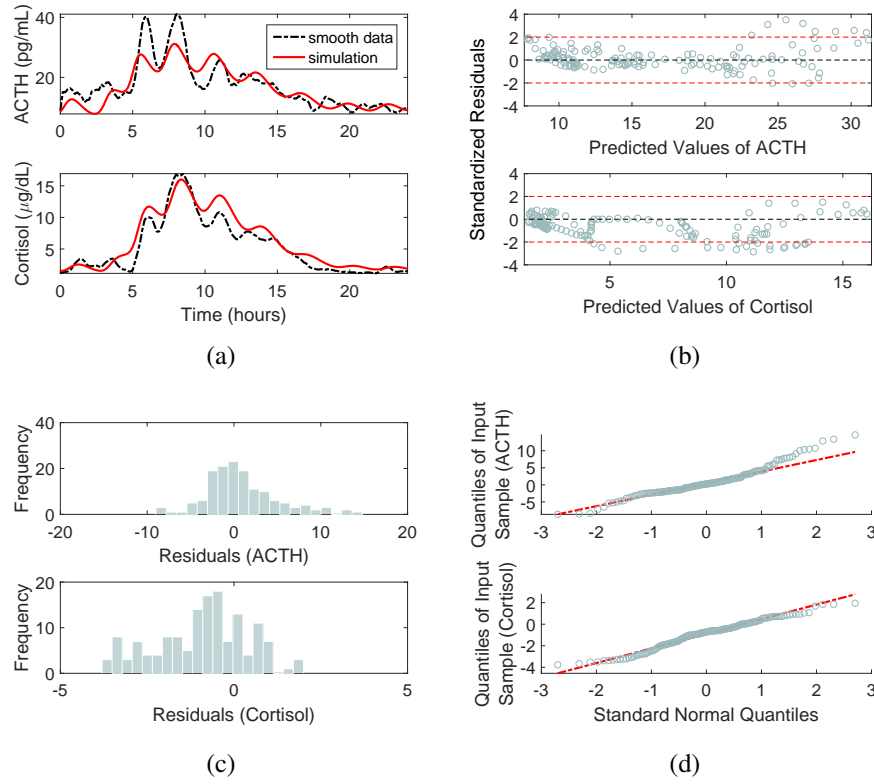 ACTH (pg/mL)
40
20
smooth data
simulation
0 5 10 15 20
Cortisol (μg/dL)
15
10
5
0 5 10 15 20
Time (hours)
(a)
Standardized Residuals
4
2
0
-2
-4
10 15 20 25 30
Predicted Values of ACTH
4
2
0
-2
-4
5 10 15
Predicted Values of Cortisol
(b)
Frequency
40
20
0
-20 -10 0 10 20
Residuals (ACTH)
Frequency
20
10
0
-5 0 5
Residuals (Cortisol)
(c)
Quantiles of Input
Sample (ACTH)
10
5
0
-5
-3 -2 -1 0 1 2 3
Quantiles of Input
Sample (Cortisol)
2
0
-2
-4
-3 -2 -1 0 1 2 3
Standard Normal Quantiles
(d)